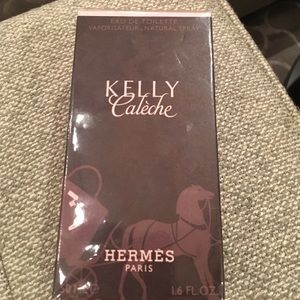 EAU DE TOILETTE
VAPORISATEUR - NATURAL SPRAY
KELLY
Calèche
HERMÈS
PARIS
1.6 FL.OZ.